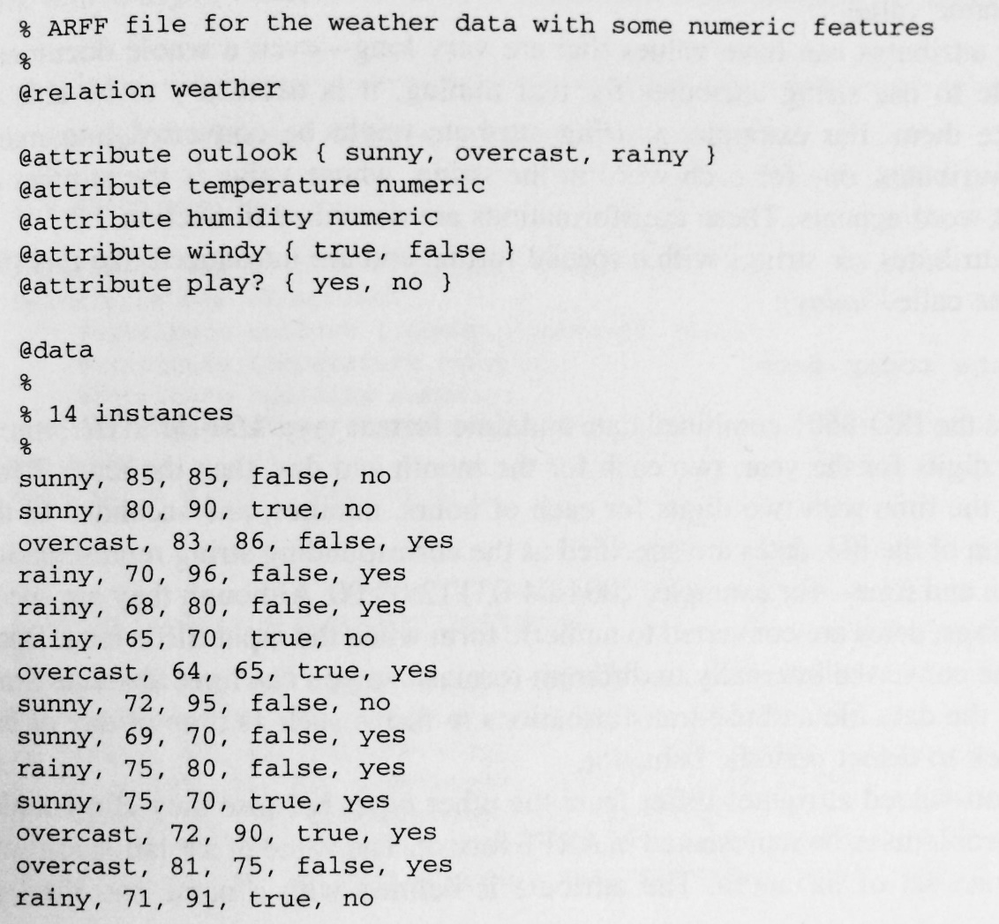 % ARFF file for the weather data with some numeric features
%
@relation weather
@attribute outlook { sunny, overcast, rainy }
@attribute temperature numeric
@attribute humidity numeric
@attribute windy { true, false }
@attribute play? { yes, no }
@data
%
% 14 instances
%
sunny, 85, 85, false, no
sunny, 80, 90, true, no
overcast, 83, 86, false, yes
rainy, 70, 96, false, yes
rainy, 68, 80, false, yes
rainy, 65, 70, true, no
overcast, 64, 65, true, yes
sunny, 72, 95, false, no
sunny, 69, 70, false, yes
rainy, 75, 80, false, yes
sunny, 75, 70, true, yes
overcast, 72, 90, true, yes
overcast, 81, 75, false, yes
rainy, 71, 91, true, no